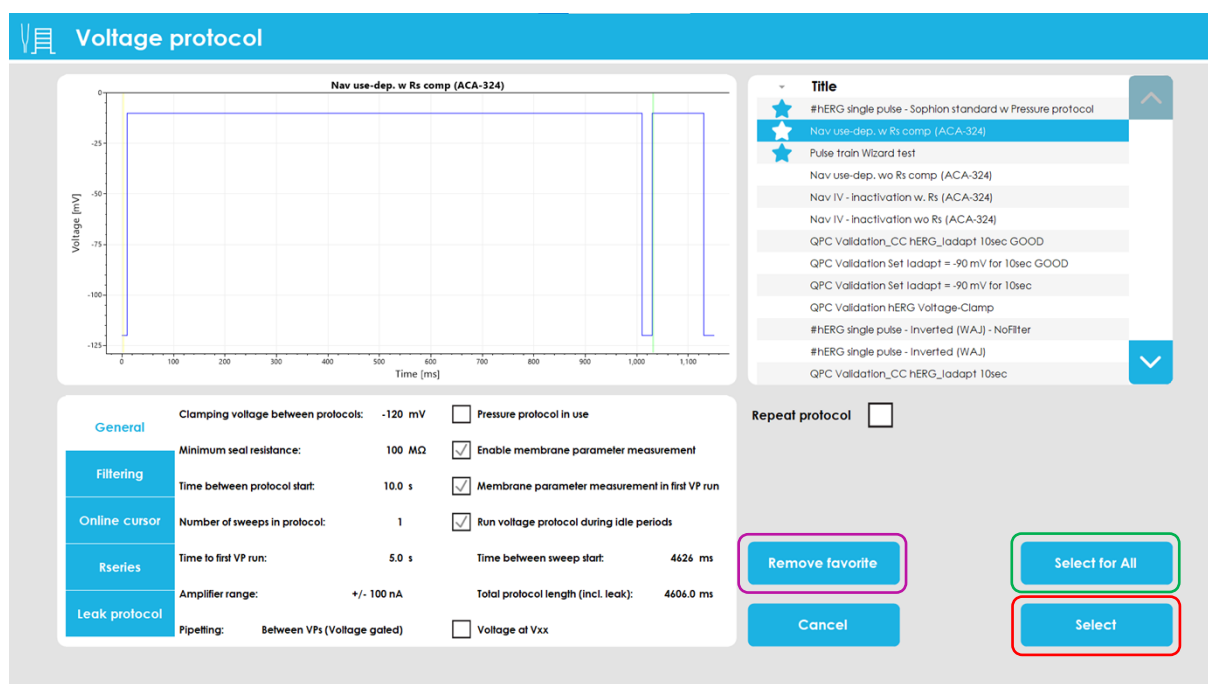 Voltage protocol
Nav use-dep. w Rs comp (ACA-324)
0
-25
-50
-75
-100
-125
Voltage [mV]
0 100 200 300 400 500 600 700 800 900 1,000 1,100
Time [ms]
Title
#hERG single pulse - Sophion standard w Pressure protocol
Nav use-dep. w Rs comp (ACA-324)
Pulse train Wizard test
Nav use-dep. wo Rs comp (ACA-324)
Nav IV - inactivation w. Rs (ACA-324)
Nav IV - inactivation wo Rs (ACA-324)
QPC Validation_CC hERG_Iadapt 10sec GOOD
QPC Validation Set Iadapt = -90 mV for 10sec GOOD
QPC Validation Set Iadapt = -90 mV for 10sec
QPC Validation hERG Voltage-Clamp
#hERG single pulse - Inverted (WAJ) - NoFilter
#hERG single pulse - Inverted (WAJ)
QPC Validation_CC hERG_Iadapt 10sec
General
Filtering
Online cursor
Rseries
Leak protocol
Clamping voltage between protocols: -120 mV
Minimum seal resistance: 100 MΩ
Time between protocol start: 10.0 s
Number of sweeps in protocol: 1
Time to first VP run: 5.0 s
Amplifier range: +/- 100 nA
Pipetting: Between VPs (Voltage gated)
Pressure protocol in use
Enable membrane parameter measurement
Membrane parameter measurement in first VP run
Run voltage protocol during idle periods
Time between sweep start: 4626 ms
Total protocol length (incl. leak): 4606.0 ms
Voltage at Vxx
Repeat protocol
Remove favorite
Select for All
Cancel
Select